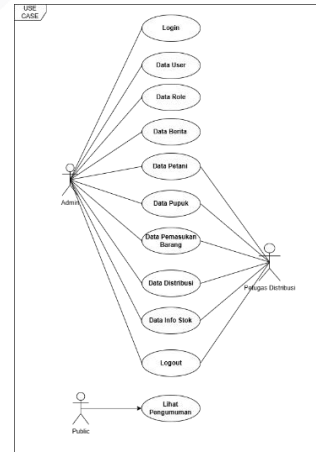 USE
CASE
Login
Data User
Data Role
Data Berita
Data Petani
Admin
Data Pupuk
Data Pemasukan
Barang
Data Distribusi
Petugas Distribusi
Data Info Stok
Logout
Lihat
Pengumuman
Public